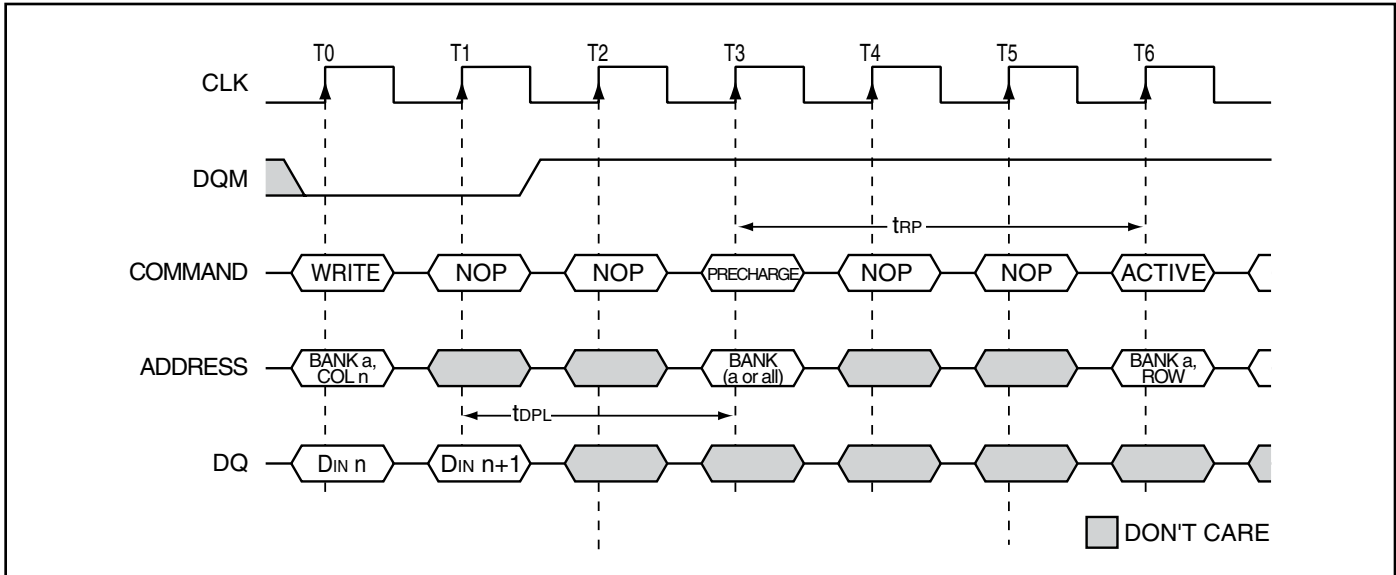 T0 T1 T2 T3 T4 T5 T6
CLK
DQM
tRP
COMMAND WRITE NOP NOP PRECHARGE NOP NOP ACTIVE
ADDRESS BANK a, COL n BANK (a or all) BANK a, ROW
tDPL
DQ DIN n DIN n+1
DON'T CARE